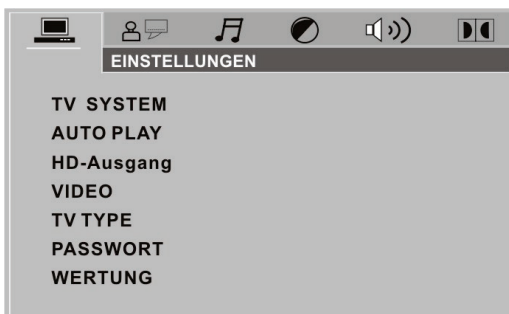 EINSTELLUNGEN
TV SYSTEM
AUTO PLAY
HD-Ausgang
VIDEO
TV TYPE
PASSWORT
WERTUNG